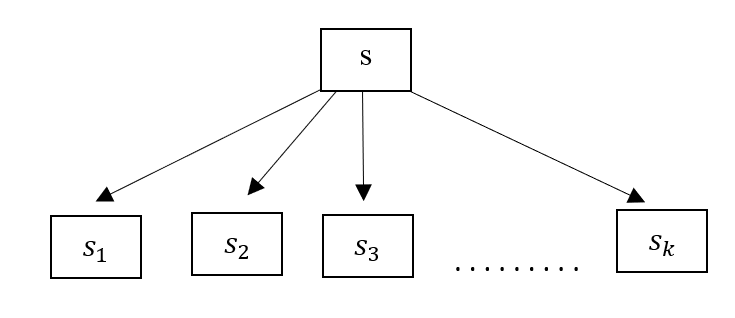 s
s₁ s₂ s₃ ......... sₖ